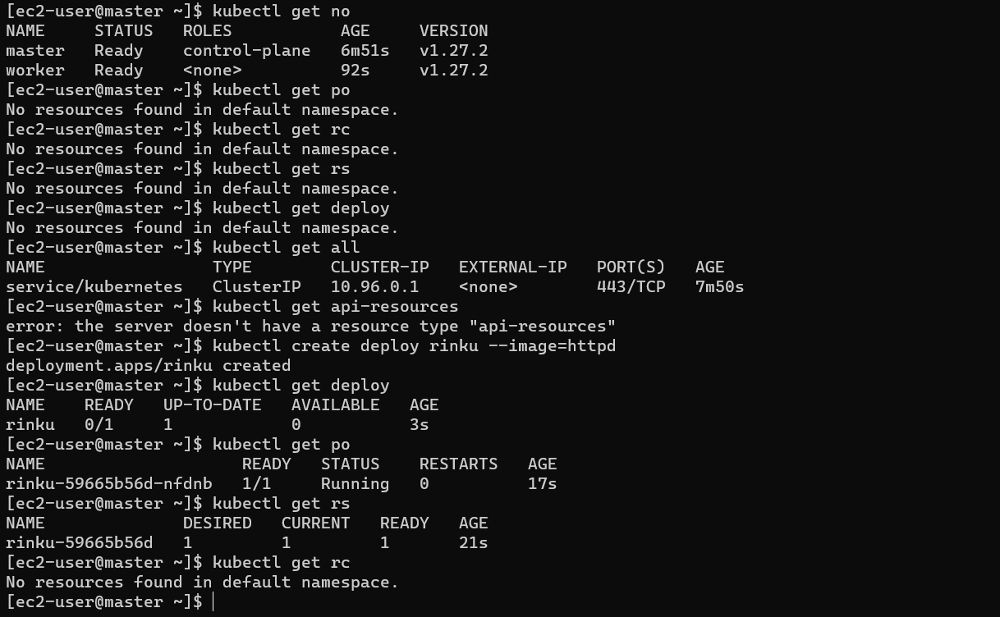 [ec2-user@master ~]$ kubectl get no
NAME     STATUS   ROLES           AGE     VERSION
master   Ready    control-plane   6m51s   v1.27.2
worker   Ready    <none>          92s     v1.27.2
[ec2-user@master ~]$ kubectl get po
No resources found in default namespace.
[ec2-user@master ~]$ kubectl get rc
No resources found in default namespace.
[ec2-user@master ~]$ kubectl get rs
No resources found in default namespace.
[ec2-user@master ~]$ kubectl get deploy
No resources found in default namespace.
[ec2-user@master ~]$ kubectl get all
NAME                 TYPE        CLUSTER-IP   EXTERNAL-IP   PORT(S)   AGE
service/kubernetes   ClusterIP   10.96.0.1    <none>        443/TCP   7m50s
[ec2-user@master ~]$ kubectl get api-resources
error: the server doesn't have a resource type "api-resources"
[ec2-user@master ~]$ kubectl create deploy rinku --image=httpd
deployment.apps/rinku created
[ec2-user@master ~]$ kubectl get deploy
NAME    READY   UP-TO-DATE   AVAILABLE   AGE
rinku   0/1     1            0           3s
[ec2-user@master ~]$ kubectl get po
NAME                    READY   STATUS    RESTARTS   AGE
rinku-59665b56d-nfdnb   1/1     Running   0          17s
[ec2-user@master ~]$ kubectl get rs
NAME              DESIRED   CURRENT   READY   AGE
rinku-59665b56d   1         1         1       21s
[ec2-user@master ~]$ kubectl get rc
No resources found in default namespace.
[ec2-user@master ~]$